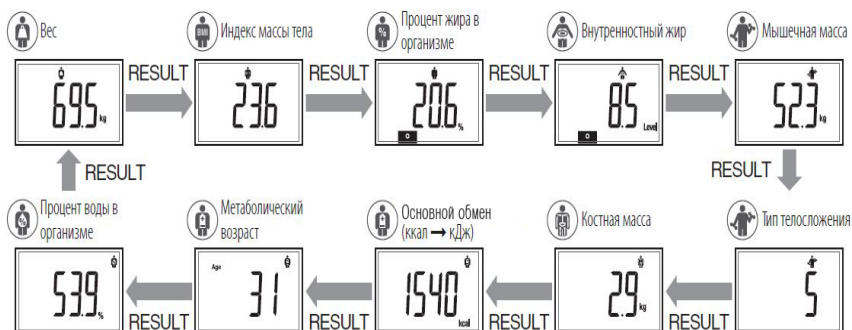 Вес
Индекс массы тела
Процент жира в
организме
Внутренностный жир
Мышечная масса
BMI
%
RESULT
RESULT
RESULT
RESULT
69.5 kg
23.6
20.6 %
8.5 Level
52.3 kg
RESULT
RESULT
Процент воды в
организме
Метаболический
возраст
Основной обмен
(ккал → кДж)
Костная масса
Тип телосложения
%
53.9 %
Age 31
1540 kcal
2.9 kg
5
RESULT
RESULT
RESULT
RESULT